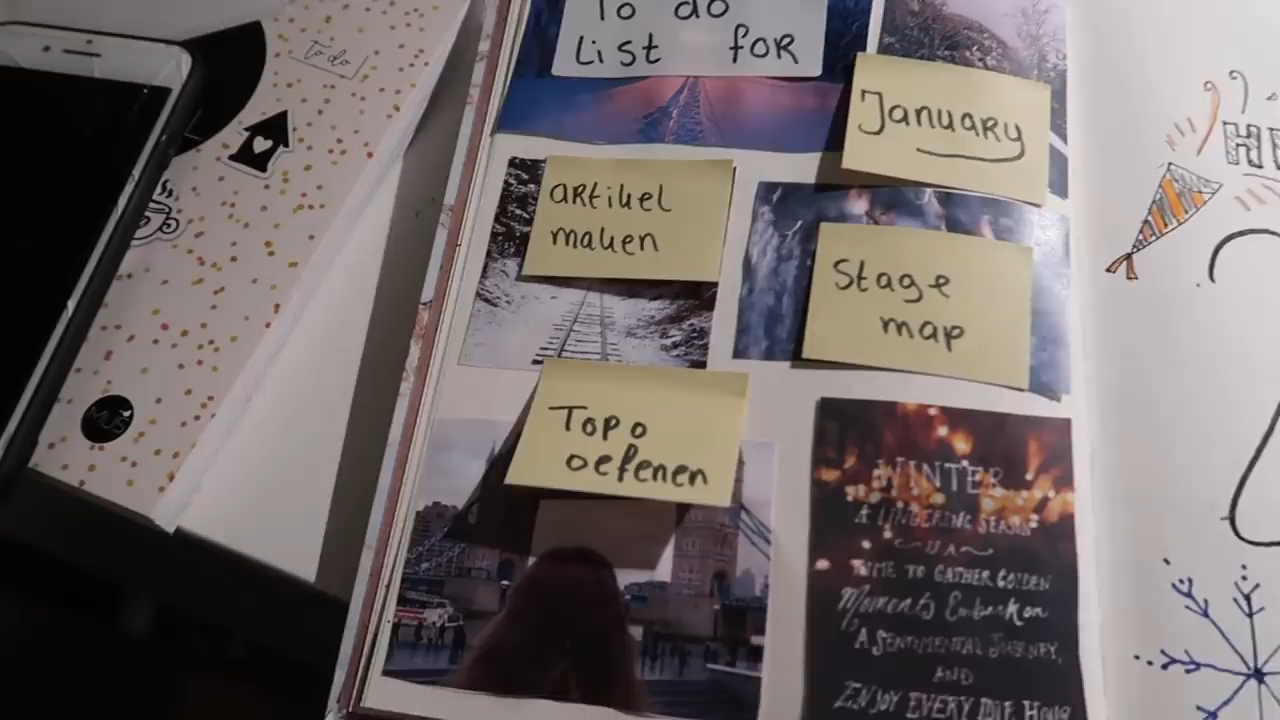 To do
To do
List for
January
artikel
maken
Stage
map
Topo
oefenen
MUS
WINTER
A LINGERING SEASON
IS A
TIME TO GATHER GOLDEN
Moments, Embark on
A SENTIMENTAL JOURNEY,
AND
ENJOY EVERY IDLE HOUR